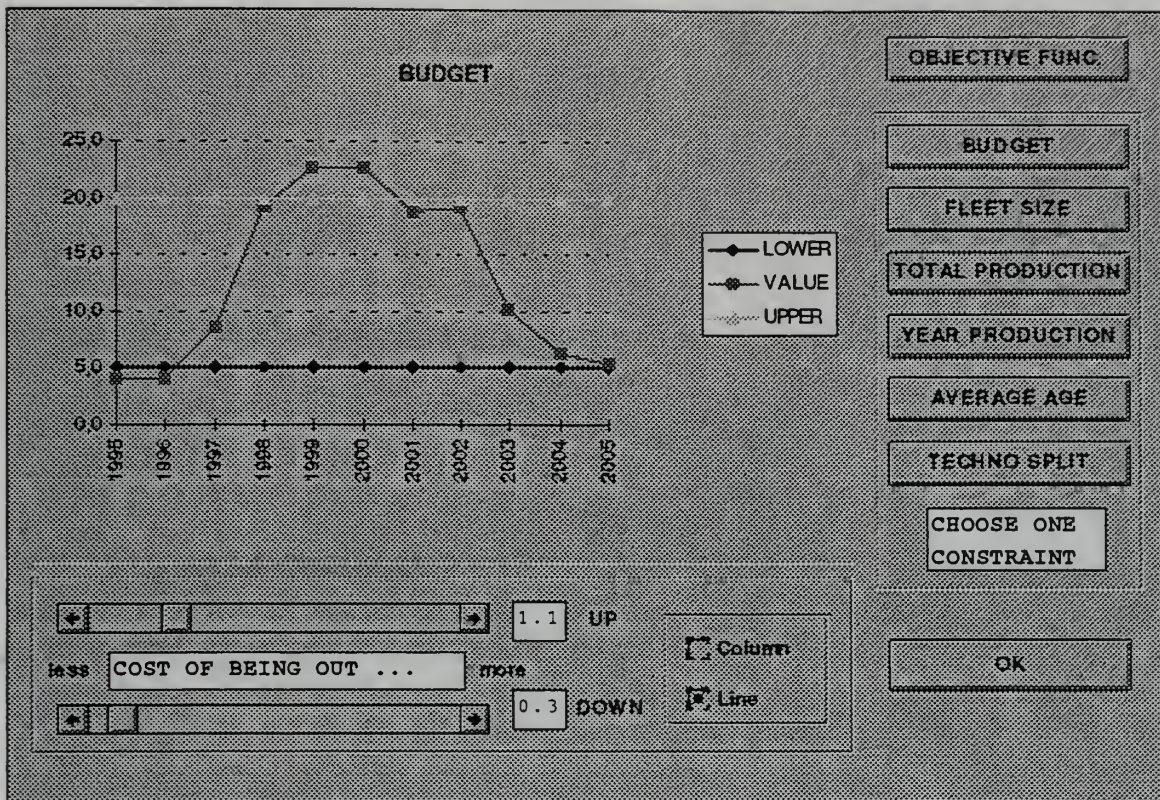 BUDGET
25,0
20,0
15,0
10,0
5,0
0,0
1995
1996
1997
1998
1999
2000
2001
2002
2003
2004
2005
LOWER
VALUE
UPPER
OBJECTIVE FUNC.
BUDGET
FLEET SIZE
TOTAL PRODUCTION
YEAR PRODUCTION
AVERAGE AGE
TECHNO SPLIT
CHOOSE ONE
CONSTRAINT
1.1 UP
less COST OF BEING OUT ... more
0.3 DOWN
Column
Line
OK